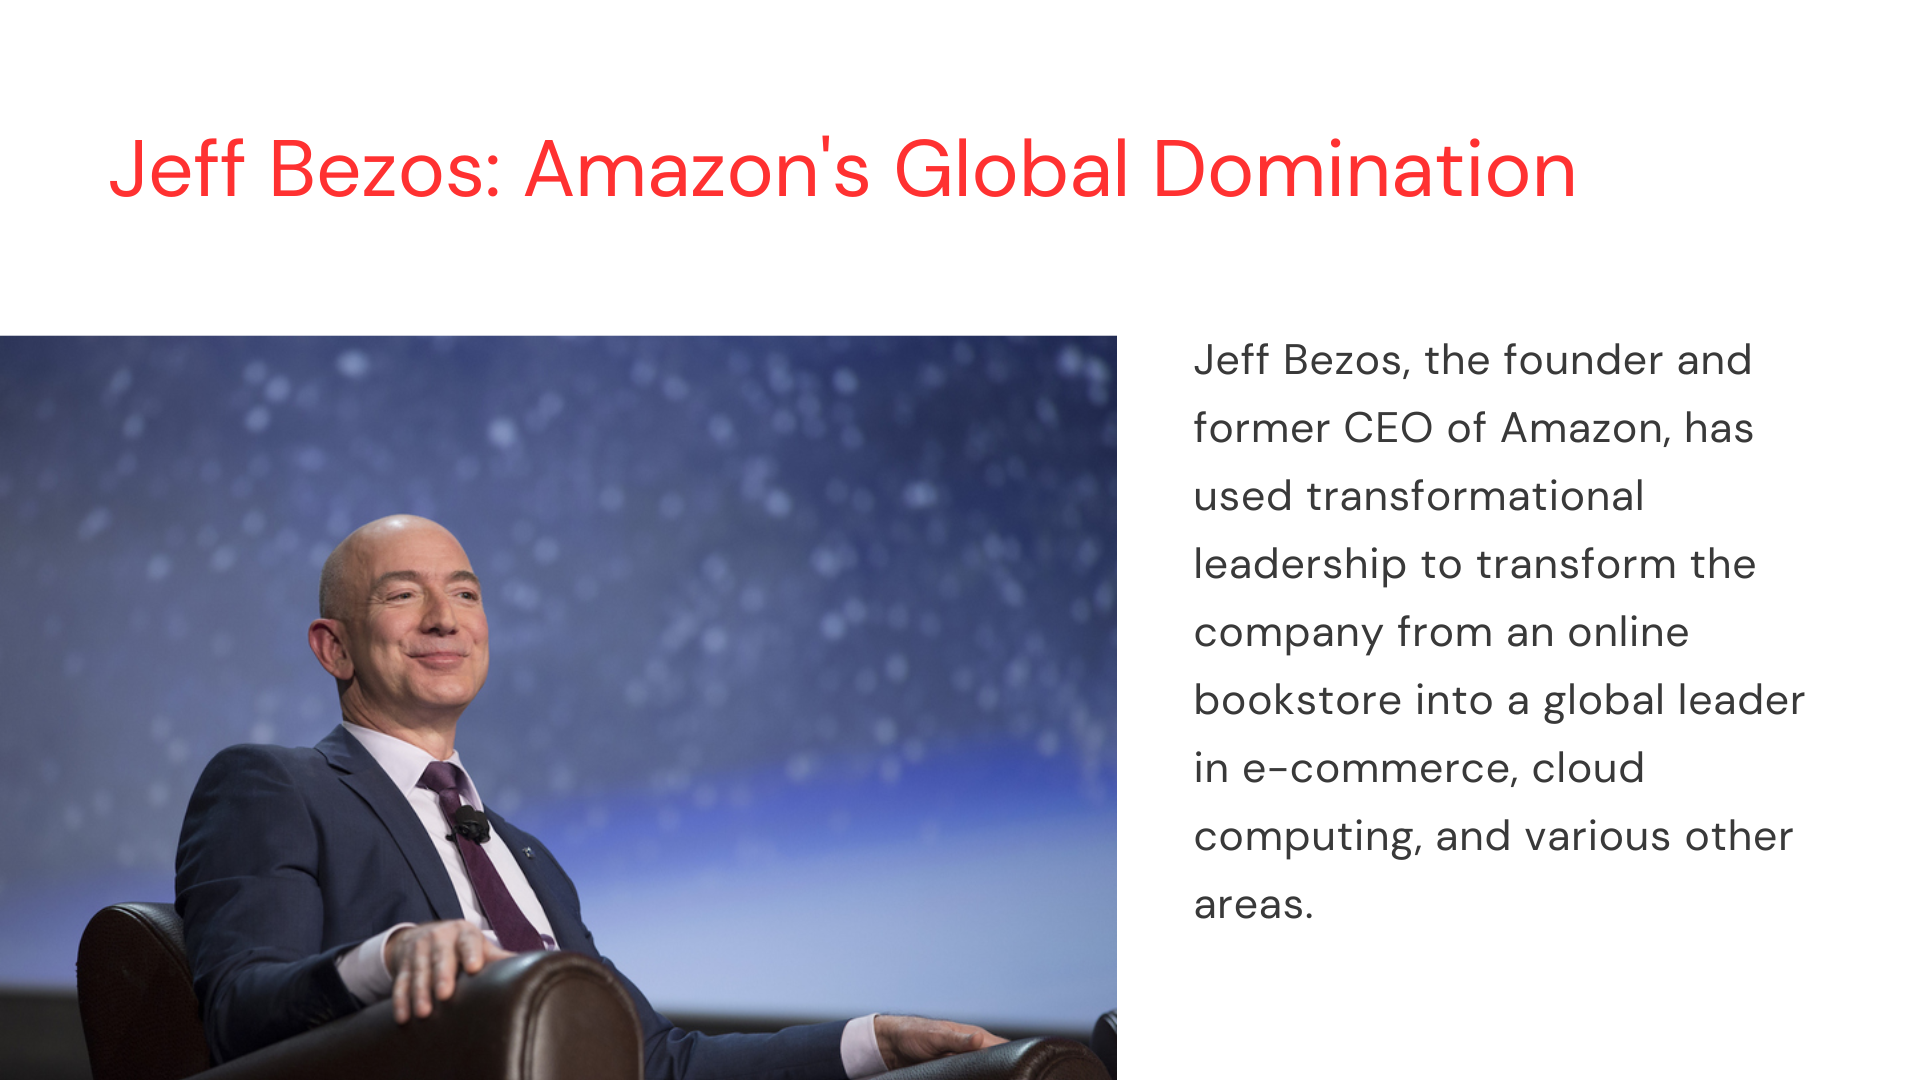 Jeff Bezos: Amazon's Global Domination
Jeff Bezos, the founder and
former CEO of Amazon, has
used transformational
leadership to transform the
company from an online
bookstore into a global leader
in e-commerce, cloud
computing, and various other
areas.